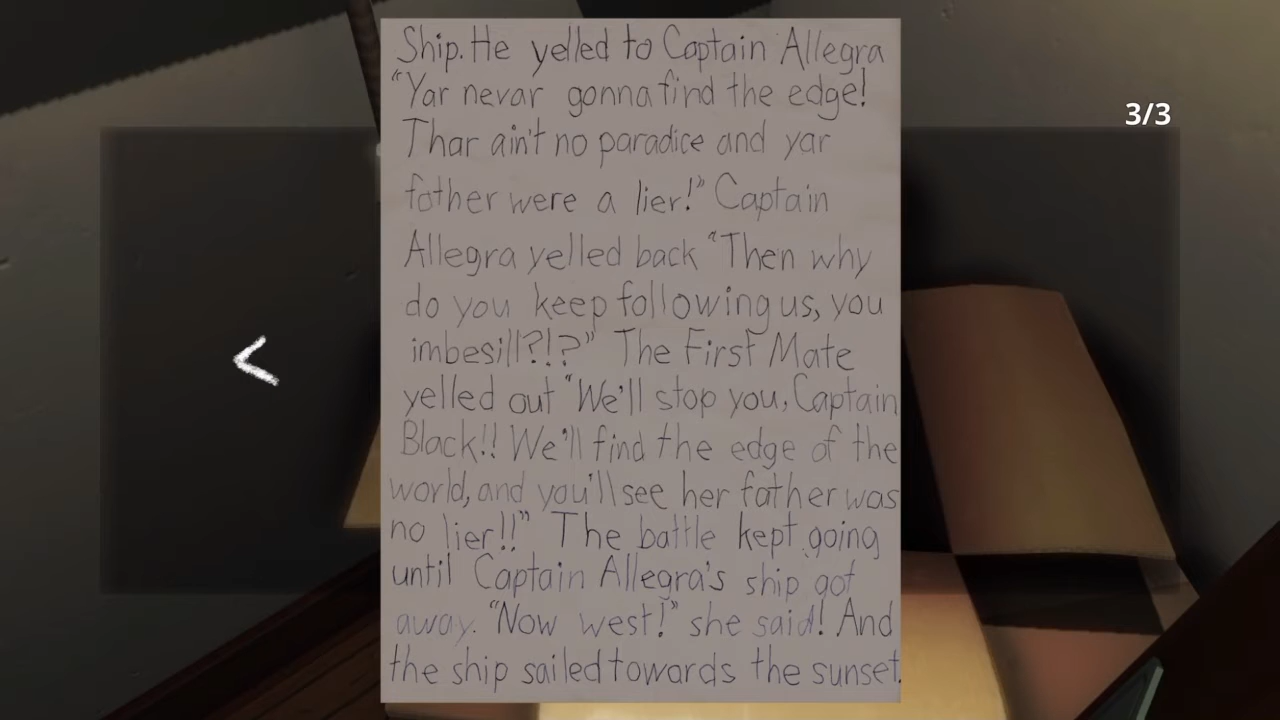 3/3
Ship. He yelled to Captain Allegra
"Yar nevar gonna find the edge!
Thar ain't no paradice and yar
father were a lier!" Captain
Allegra yelled back "Then why
do you keep following us, you
imbesill?!?" The First Mate
yelled out "We'll stop you, Captain
Black!! We'll find the edge of the
world, and you'll see her father was
no lier!!" The battle kept going
until Captain Allegra's ship got
away. "Now west!" she said! And
the ship sailed towards the sunset.